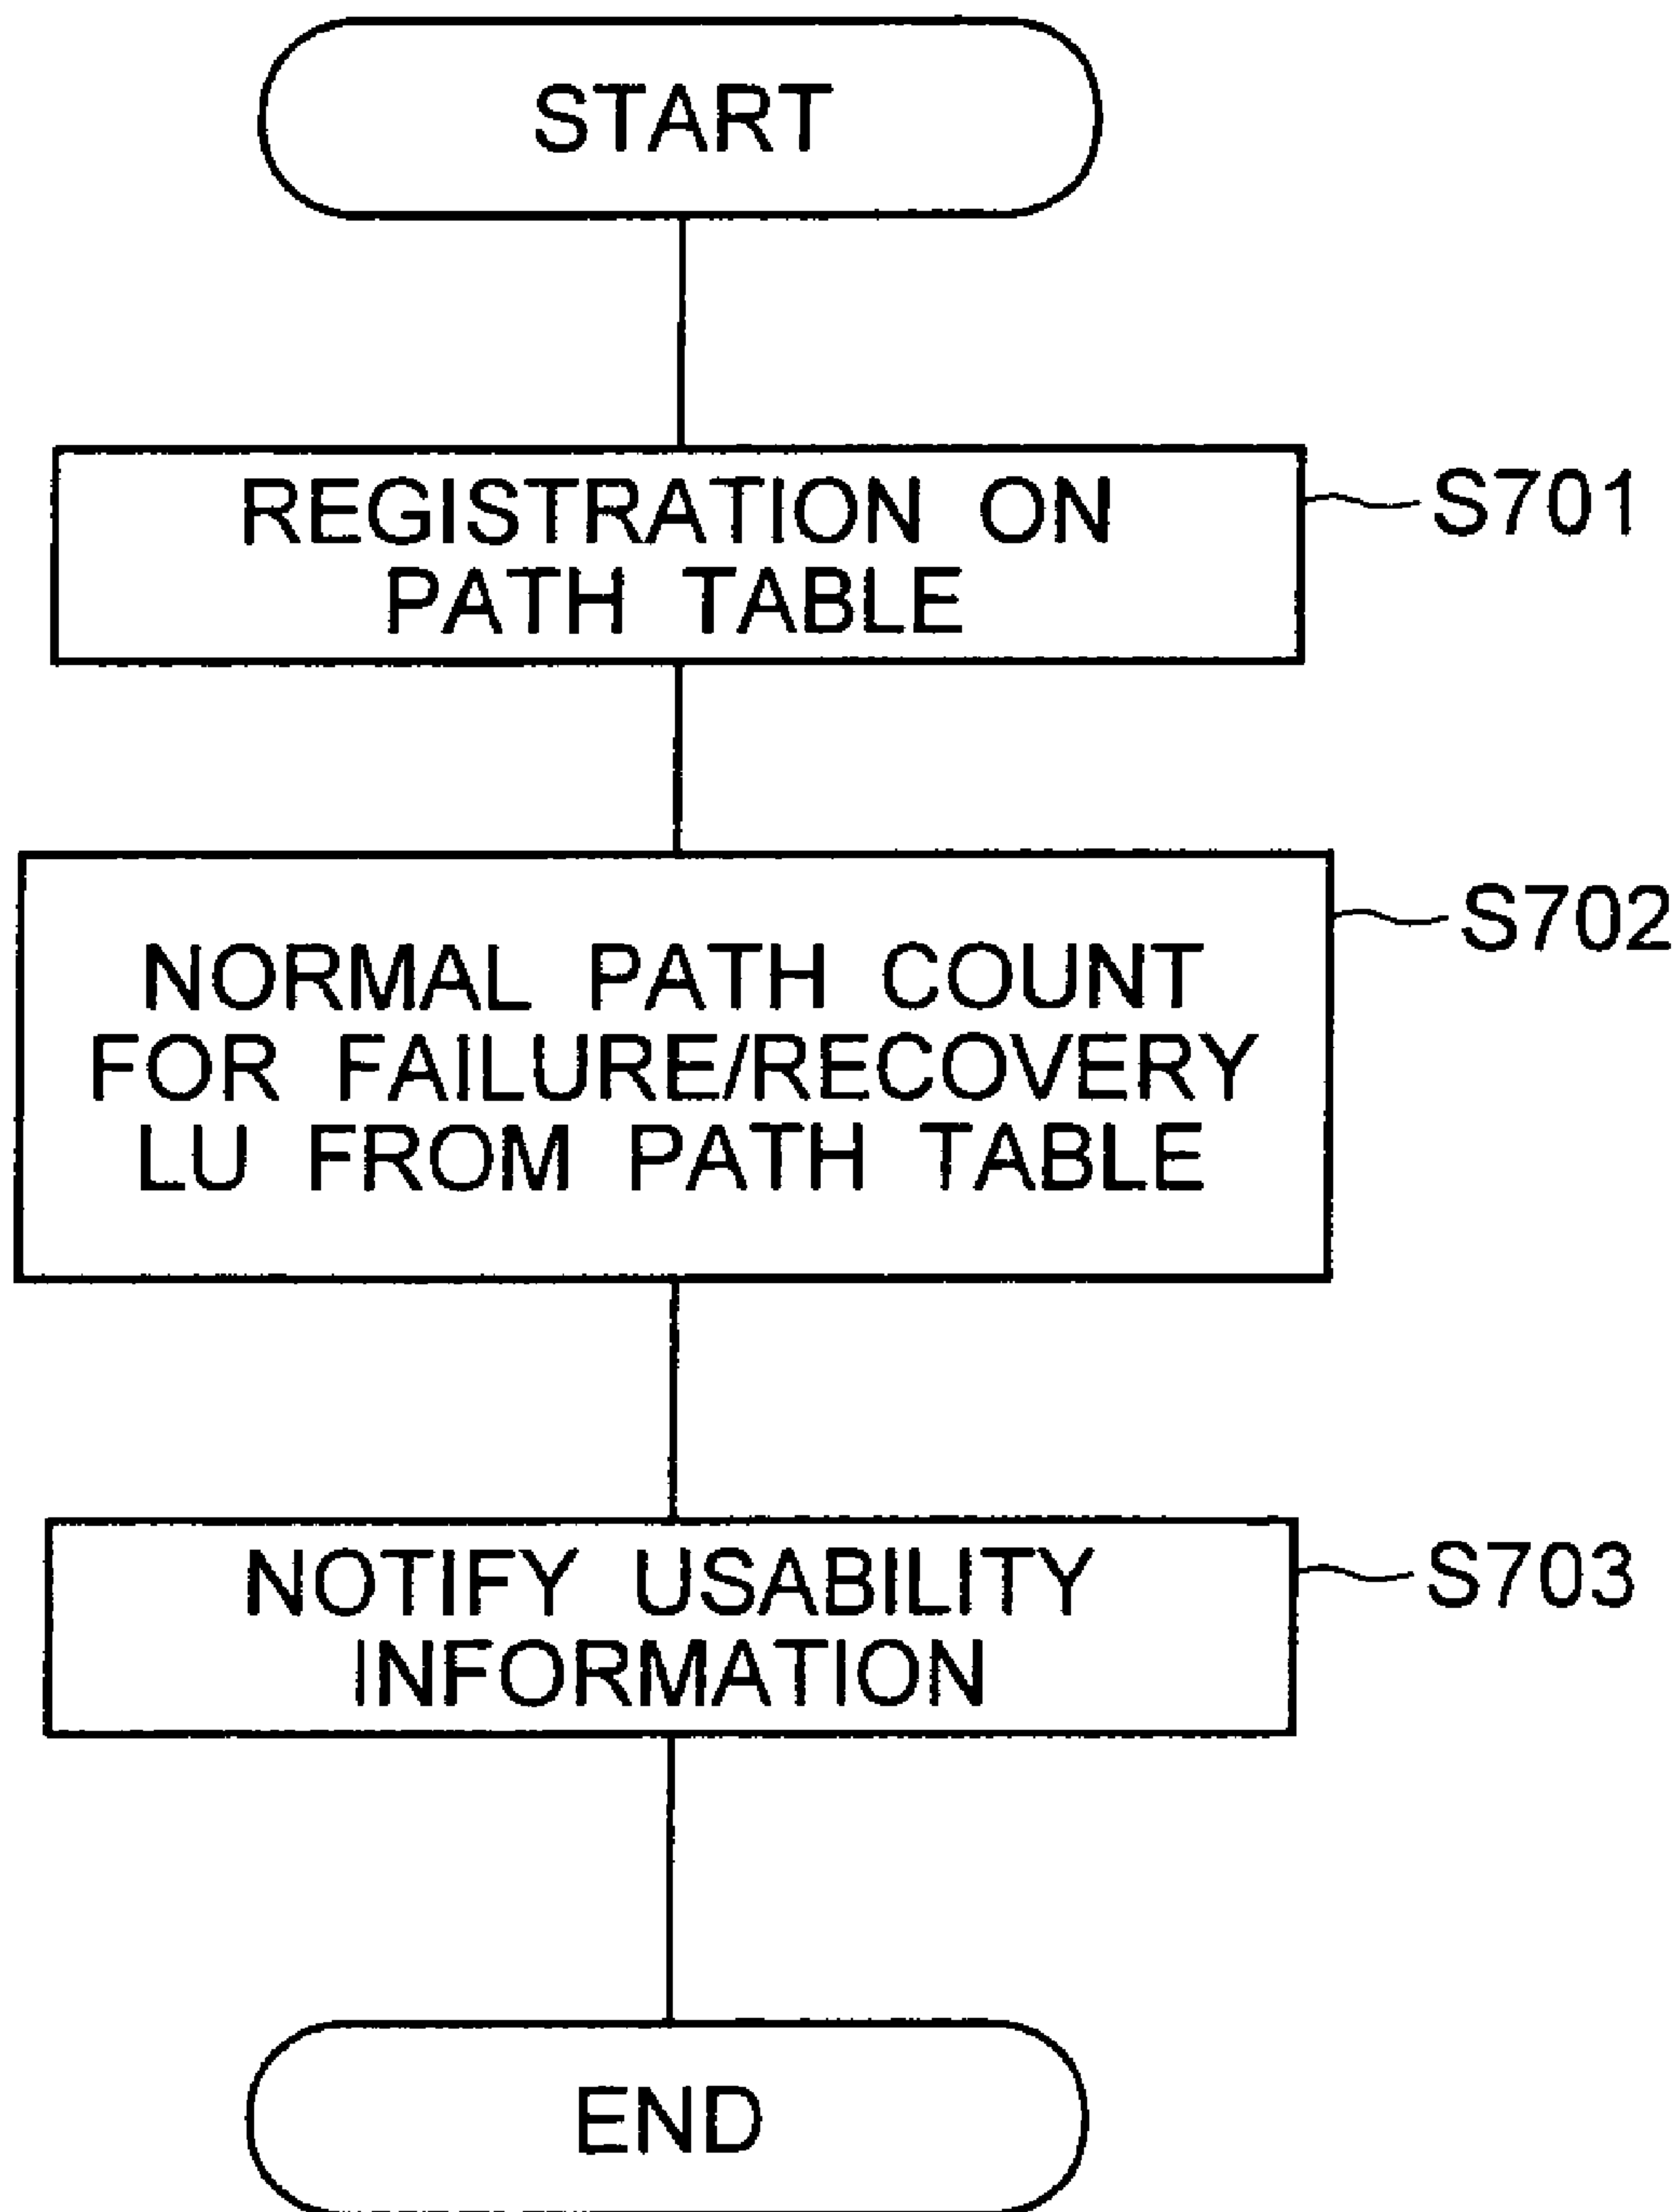 START
REGISTRATION ON
PATH TABLE
S701
NORMAL PATH COUNT
FOR FAILURE/RECOVERY
LU FROM PATH TABLE
S702
NOTIFY USABILITY
INFORMATION
S703
END